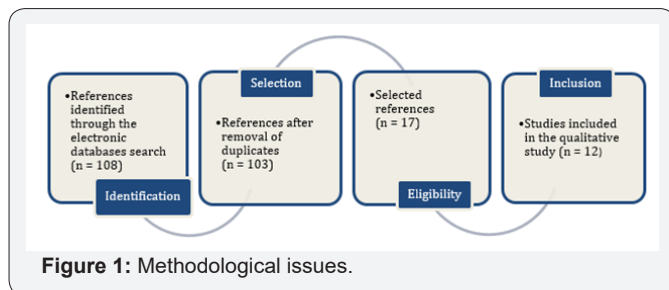 •References
identified
through the
electronic
databases search
(n = 108)
Identification
Selection
•References after
removal of
duplicates
(n = 103)
•Selected
references
(n = 17)
Eligibility
Inclusion
•Studies included
in the qualitative
study (n = 12)
Figure 1: Methodological issues.